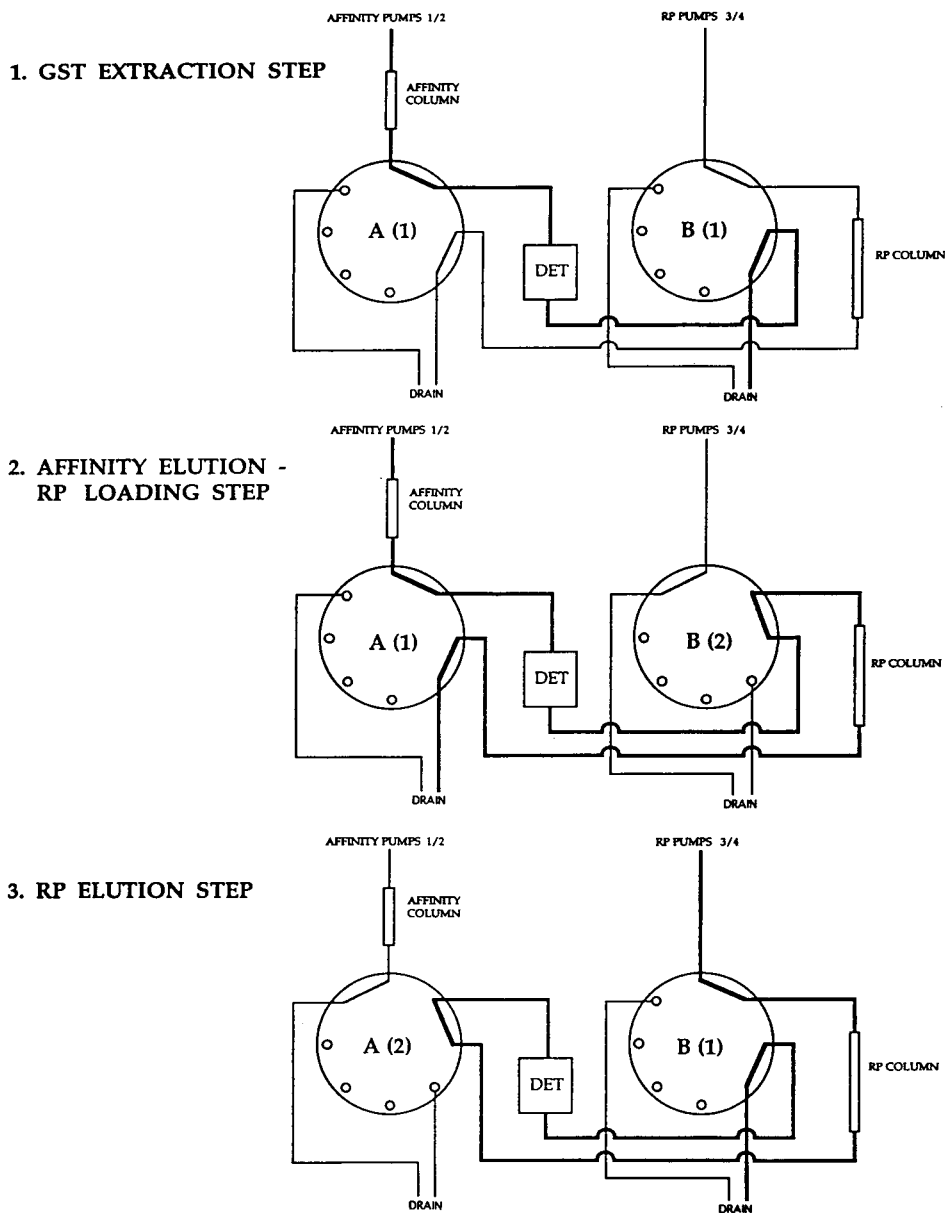 AFFINITY PUMPS 1/2
RP PUMPS 3/4
1. GST EXTRACTION STEP
AFFINITY
COLUMN
A (1)
B (1)
DET
RP COLUMN
DRAIN
DRAIN
AFFINITY PUMPS 1/2
RP PUMPS 3/4
2. AFFINITY ELUTION -
RP LOADING STEP
AFFINITY
COLUMN
A (1)
B (2)
DET
RP COLUMN
DRAIN
DRAIN
AFFINITY PUMPS 1/2
RP PUMPS 3/4
3. RP ELUTION STEP
AFFINITY
COLUMN
A (2)
B (1)
DET
RP COLUMN
DRAIN
DRAIN